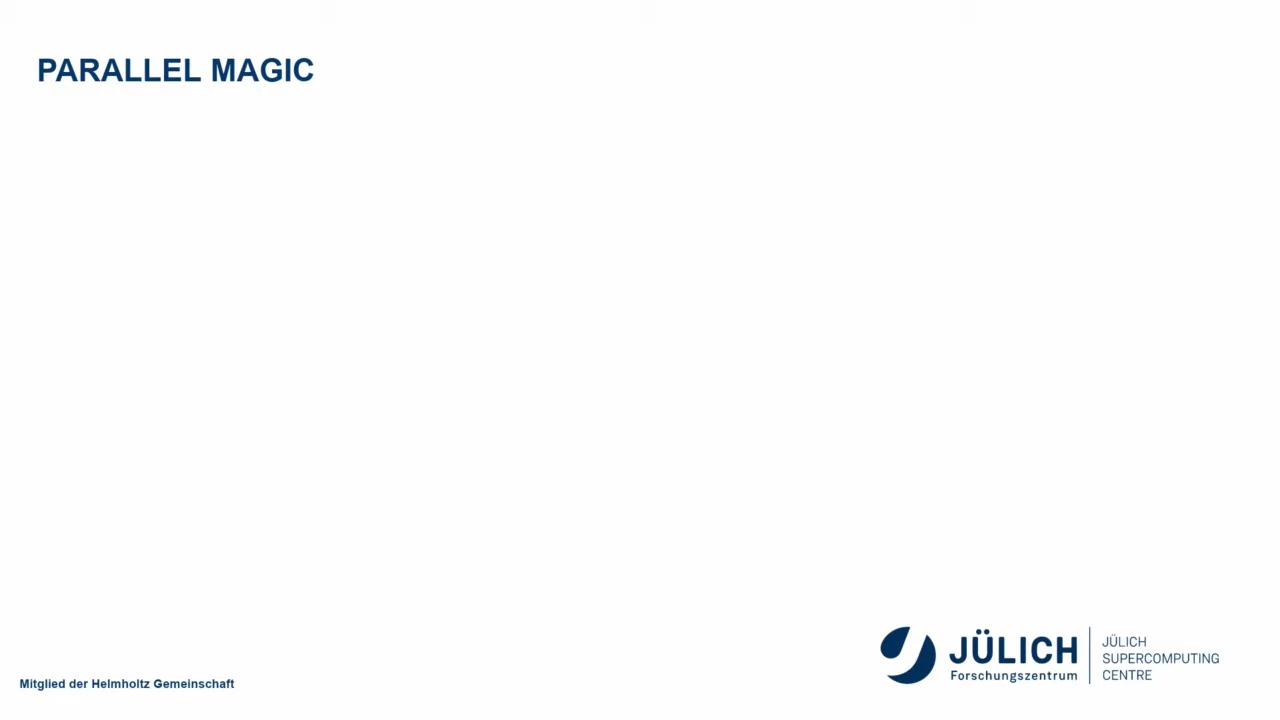 PARALLEL MAGIC
JÜLICH
Forschungszentrum
JÜLICH
SUPERCOMPUTING
CENTRE
Mitglied der Helmholtz Gemeinschaft